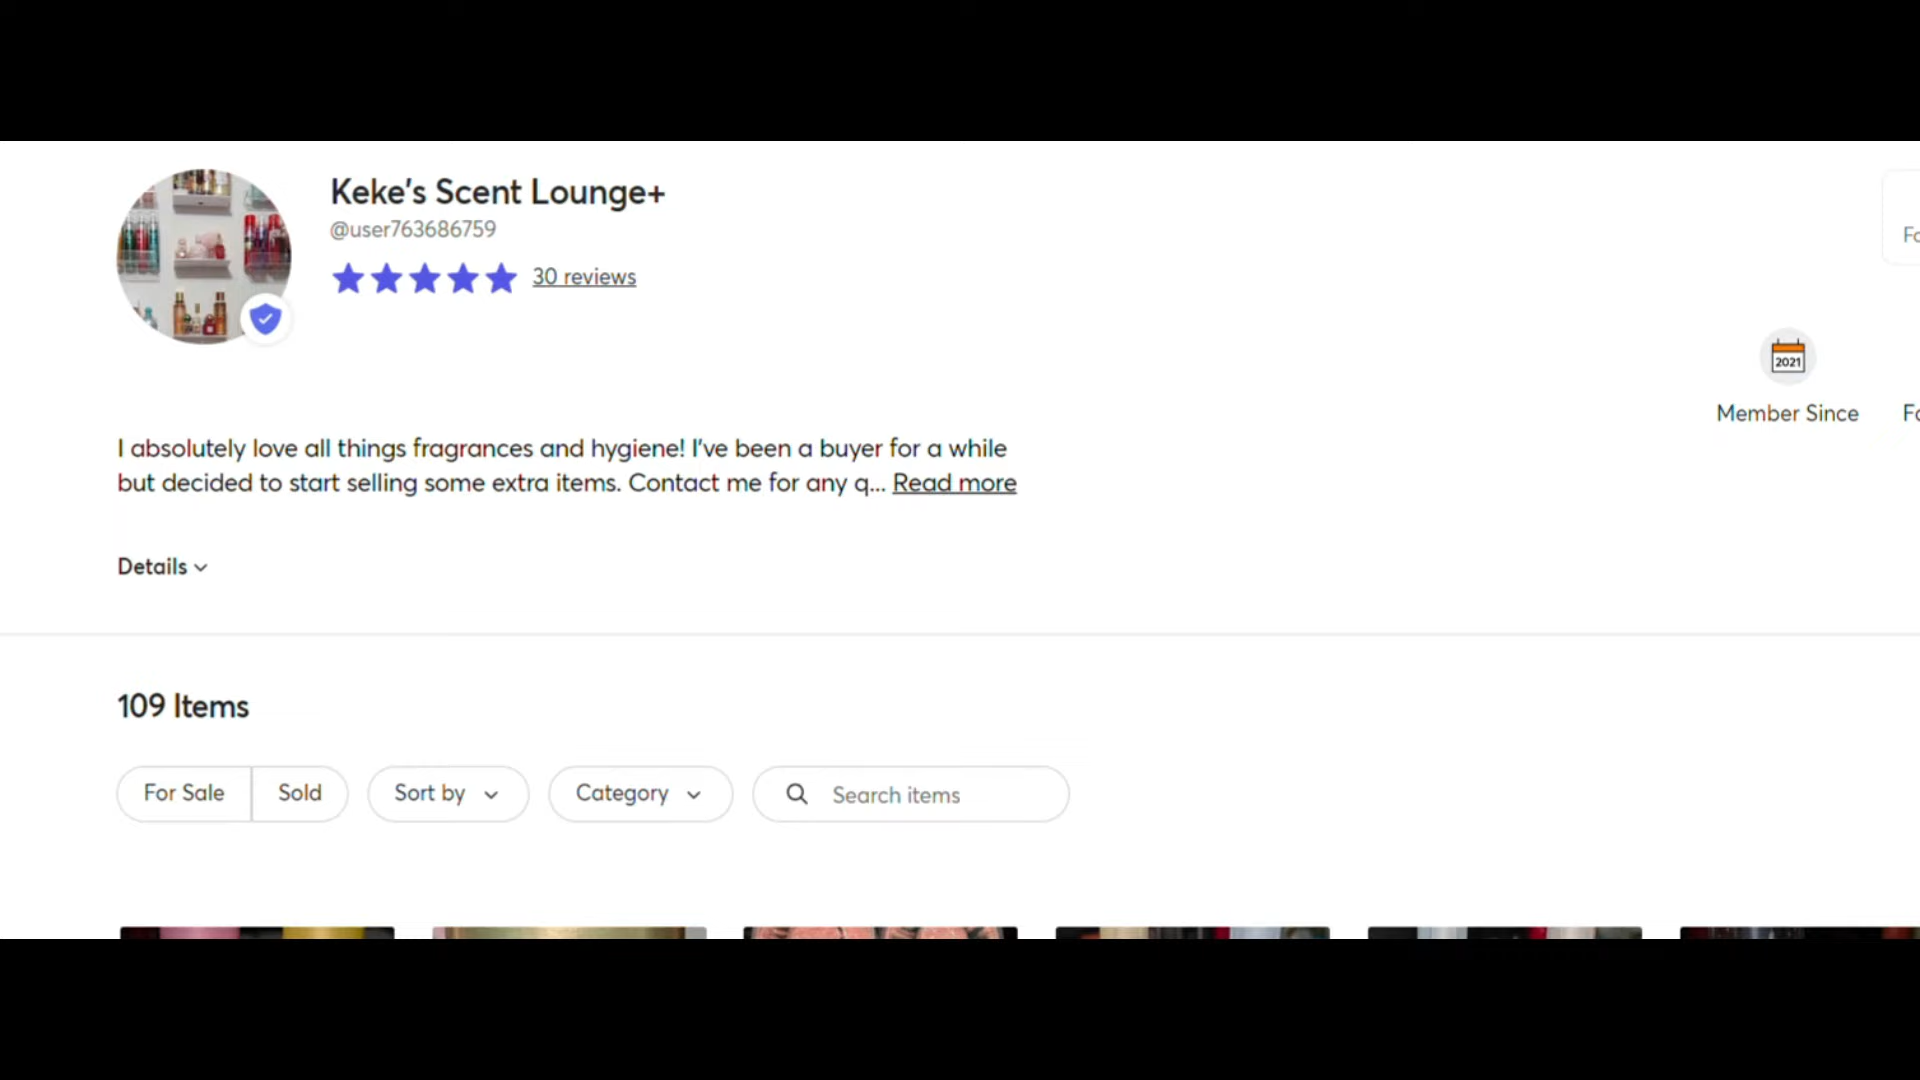 Keke's Scent Lounge+
@user763686759
30 reviews
2021
Member Since
I absolutely love all things fragrances and hygiene! I've been a buyer for a while
but decided to start selling some extra items. Contact me for any q... Read more
Details
109 Items
For Sale
Sold
Sort by
Category
Search items